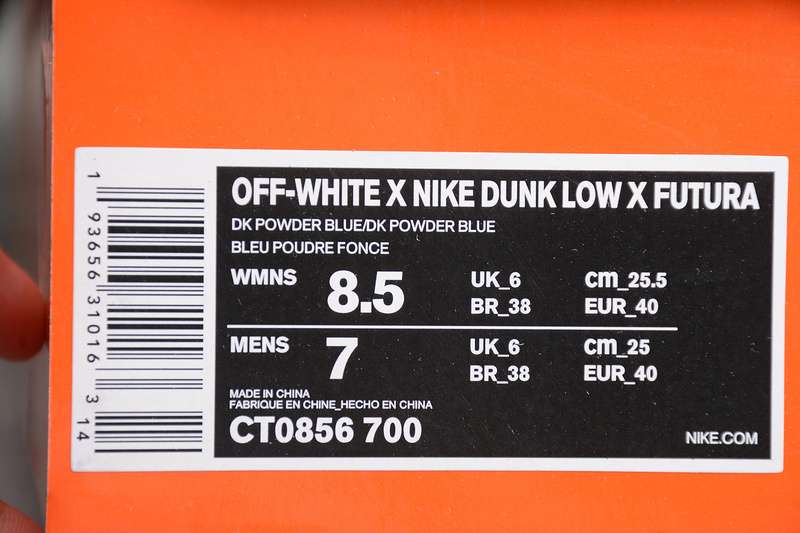 1 93656 31016 3 14
OFF-WHITE X NIKE DUNK LOW X FUTURA
DK POWDER BLUE/DK POWDER BLUE
BLEU POUDRE FONCE
WMNS 8.5 UK_6 cm_25.5
BR_38 EUR_40
MENS 7 UK_6 cm_25
BR_38 EUR_40
MADE IN CHINA
FABRIQUE EN CHINE_HECHO EN CHINA
CT0856 700
NIKE.COM